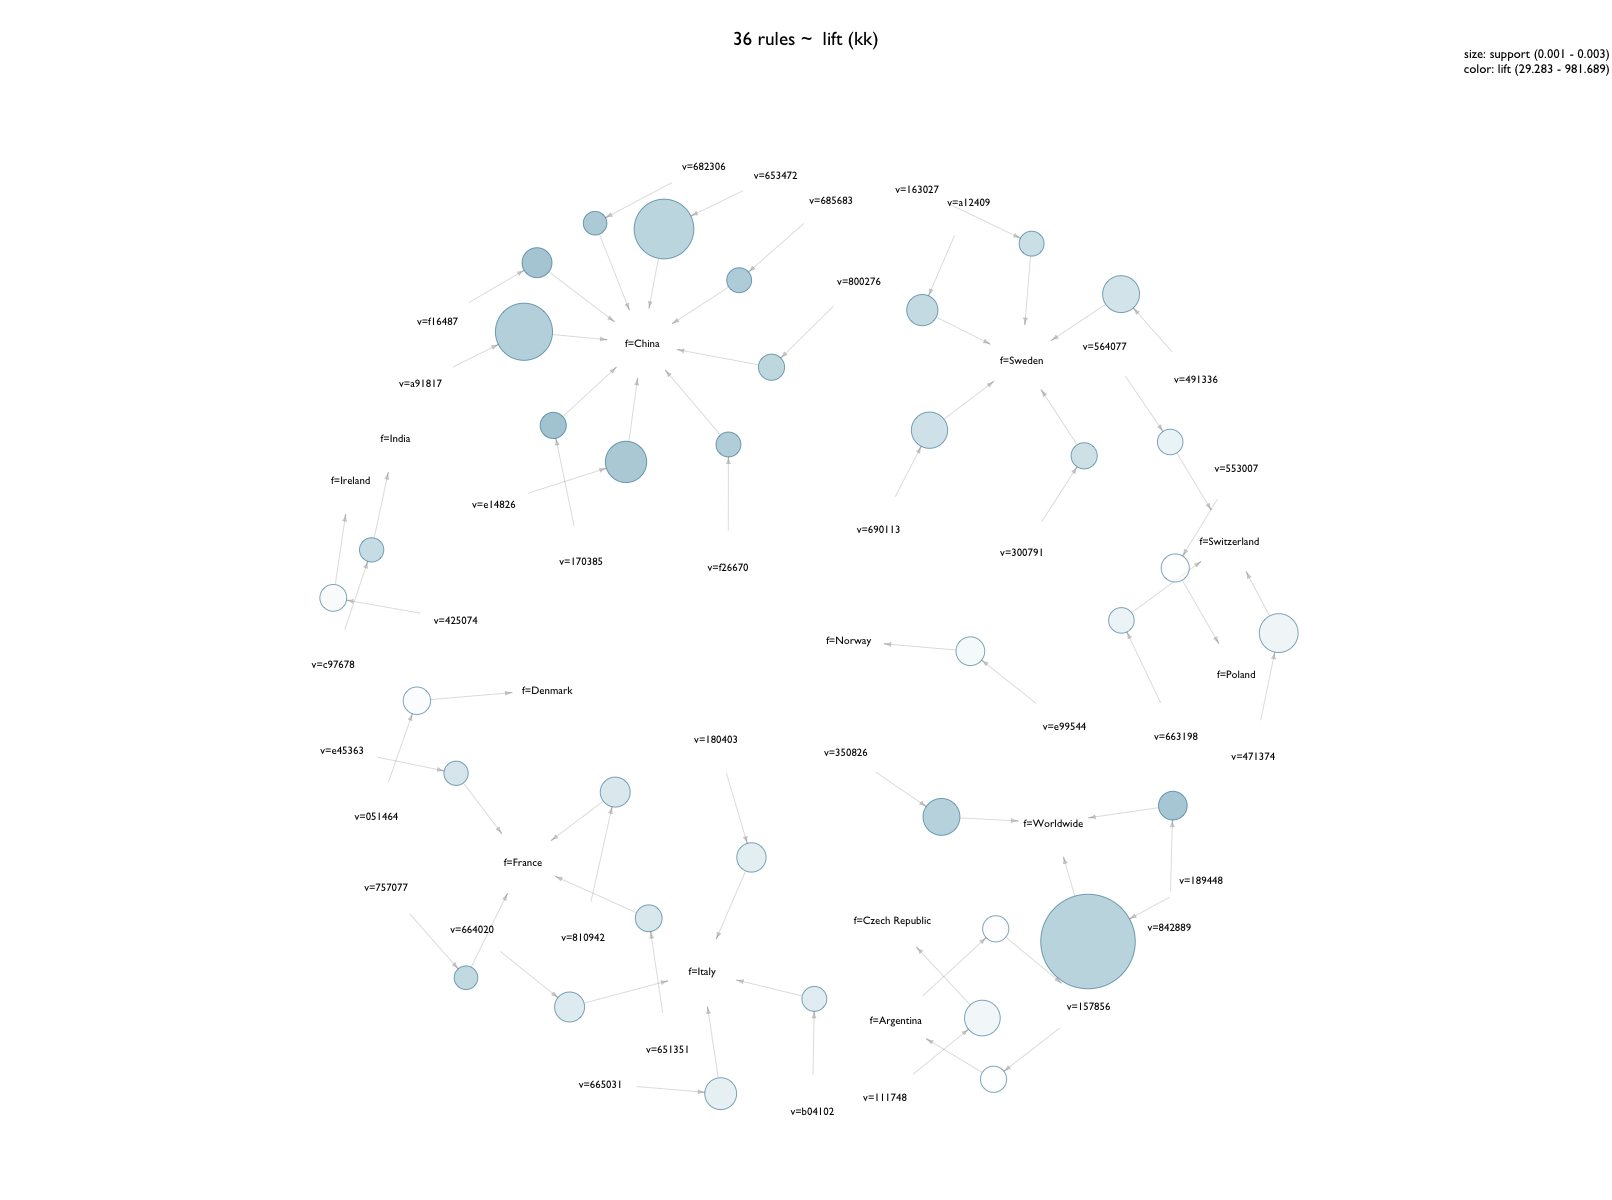 36 rules ~ lift (kk)
size: support (0.001 - 0.003)
color: lift (29.283 - 981.689)
v=682306
v=653472
v=163027
v=685683
v=a12409
v=800276
v=f16487
f=China
v=564077
f=Sweden
v=491336
v=a91817
f=India
v=553007
f=Ireland
v=e14826
v=690113
f=Switzerland
v=300791
v=170385
v=f26670
v=425074
f=Norway
v=c97678
f=Poland
f=Denmark
v=e99544
v=663198
v=180403
v=e45363
v=350826
v=471374
v=051464
f=Worldwide
f=France
v=189448
v=757077
f=Czech Republic
v=842889
v=664020
v=810942
f=Italy
v=157856
f=Argentina
v=651351
v=665031
v=111748
v=b04102